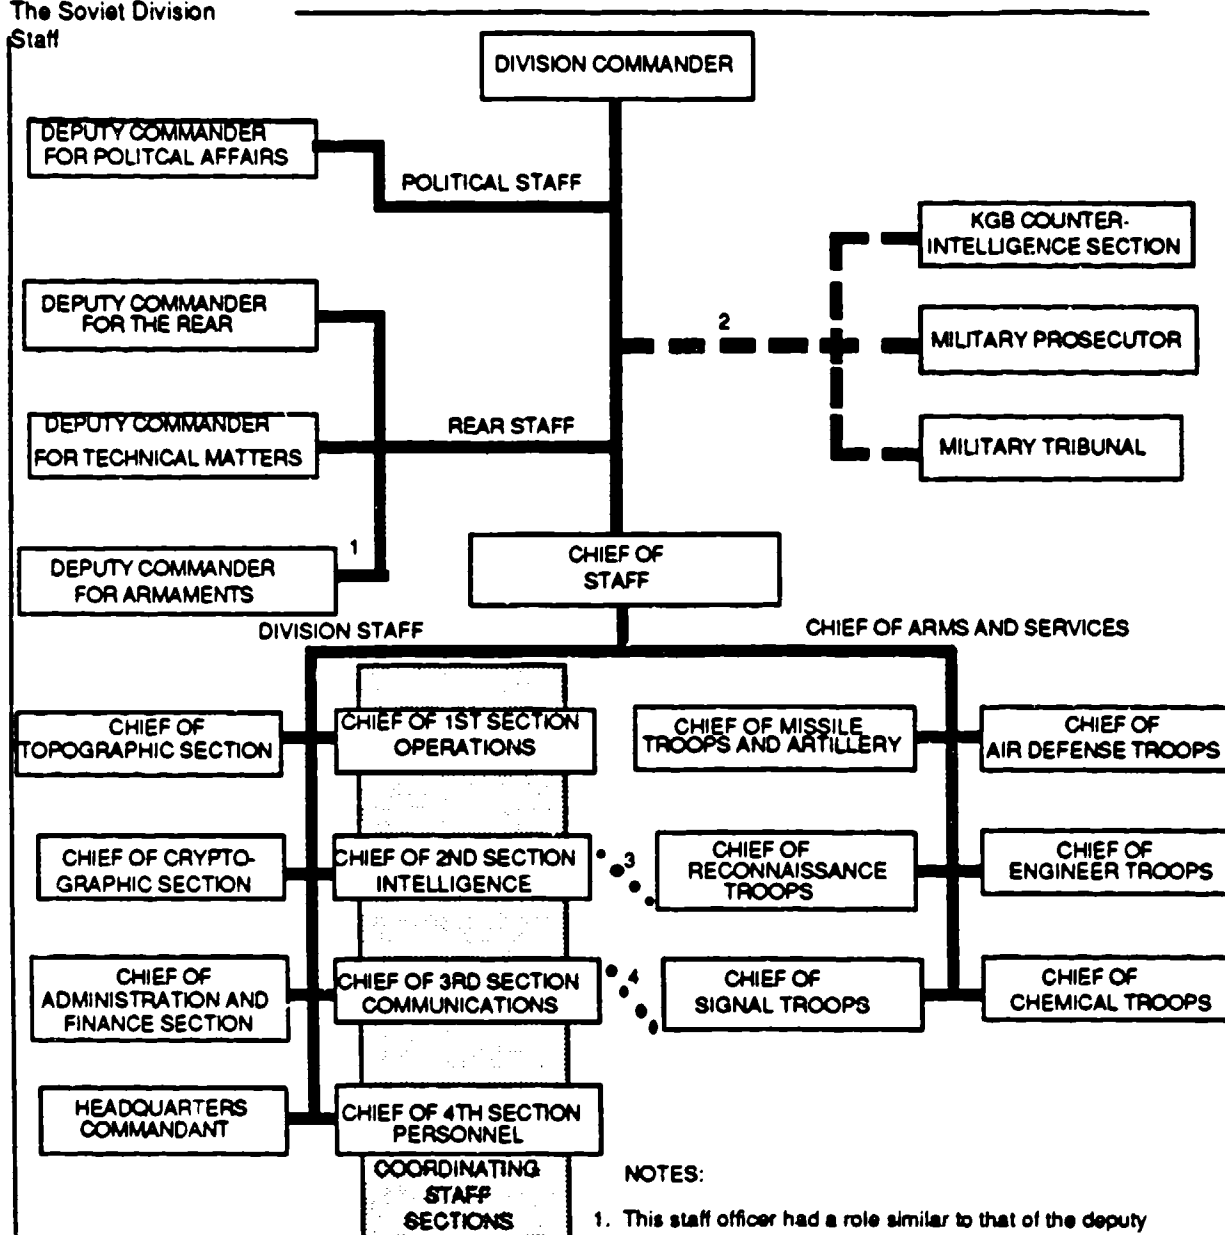 The Soviet Division
Staff
DIVISION COMMANDER
DEPUTY COMMANDER
FOR POLITCAL AFFAIRS
POLITICAL STAFF
KGB COUNTER-
INTELLIGENCE SECTION
DEPUTY COMMANDER
FOR THE REAR
2
MILITARY PROSECUTOR
DEPUTY COMMANDER
FOR TECHNICAL MATTERS
REAR STAFF
MILITARY TRIBUNAL
1
DEPUTY COMMANDER
FOR ARMAMENTS
CHIEF OF
STAFF
DIVISION STAFF
CHIEF OF ARMS AND SERVICES
CHIEF OF
TOPOGRAPHIC SECTION
CHIEF OF 1ST SECTION
OPERATIONS
CHIEF OF MISSILE
TROOPS AND ARTILLERY
CHIEF OF
AIR DEFENSE TROOPS
CHIEF OF CRYPTO-
GRAPHIC SECTION
CHIEF OF 2ND SECTION
INTELLIGENCE
3
CHIEF OF
RECONNAISSANCE
TROOPS
CHIEF OF
ENGINEER TROOPS
CHIEF OF
ADMINISTRATION AND
FINANCE SECTION
CHIEF OF 3RD SECTION
COMMUNICATIONS
4
CHIEF OF
SIGNAL TROOPS
CHIEF OF
CHEMICAL TROOPS
HEADQUARTERS
COMMANDANT
CHIEF OF 4TH SECTION
PERSONNEL
COORDINATING
STAFF
SECTIONS
NOTES:
1. This staff officer had a role similar to that of the deputy